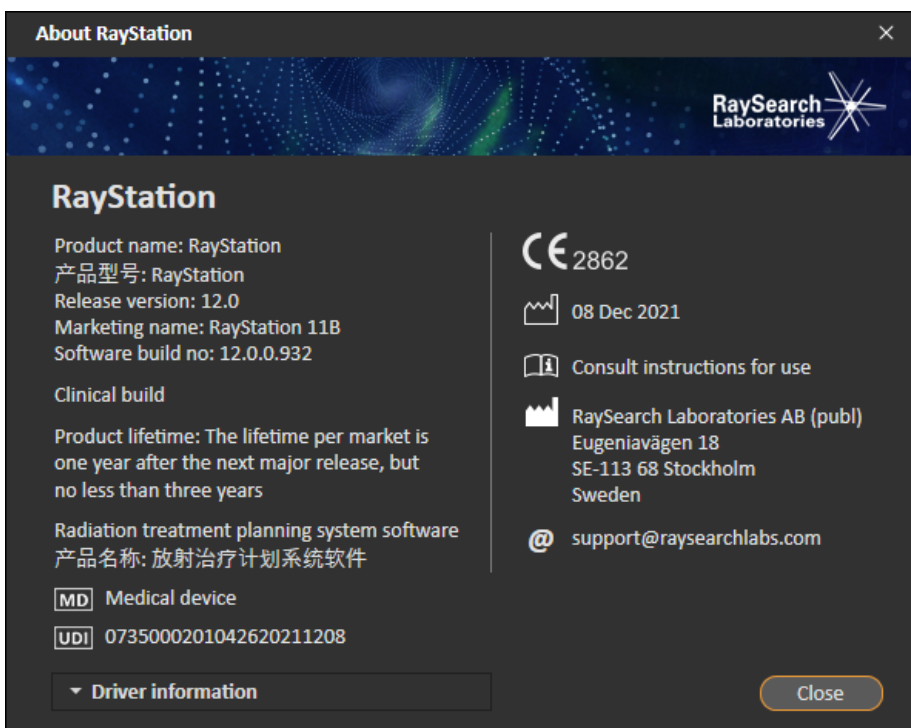 About RayStation
RaySearch
Laboratories
RayStation
Product name: RayStation
产品型号: RayStation
Release version: 12.0
Marketing name: RayStation 11B
Software build no: 12.0.0.932
Clinical build
Product lifetime: The lifetime per market is
one year after the next major release, but
no less than three years
Radiation treatment planning system software
产品名称: 放射治疗计划系统软件
MD Medical device
UDI 0735000201042620211208
Driver information
CE 2862
08 Dec 2021
Consult instructions for use
RaySearch Laboratories AB (publ)
Eugeniavägen 18
SE-113 68 Stockholm
Sweden
@ support@raysearchlabs.com
Close